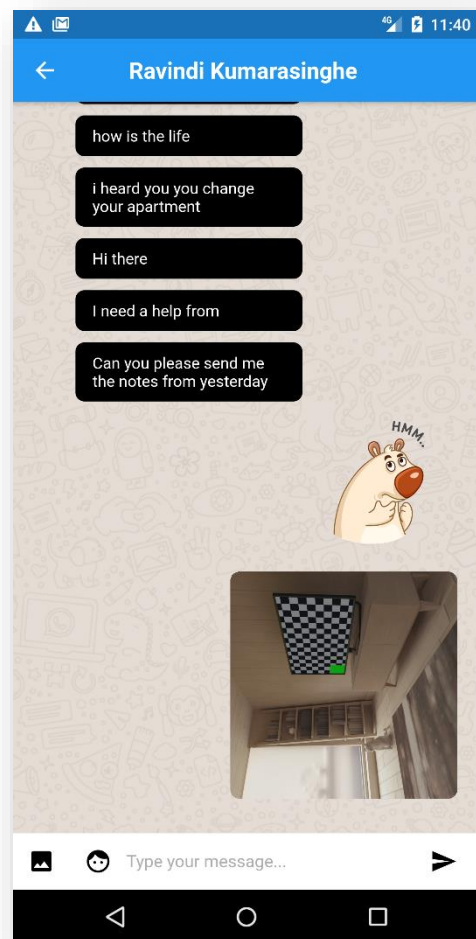 4G 11:40
Ravindi Kumarasinghe
how is the life
i heard you you change
your apartment
Hi there
I need a help from
Can you please send me
the notes from yesterday
HMM..
Type your message...